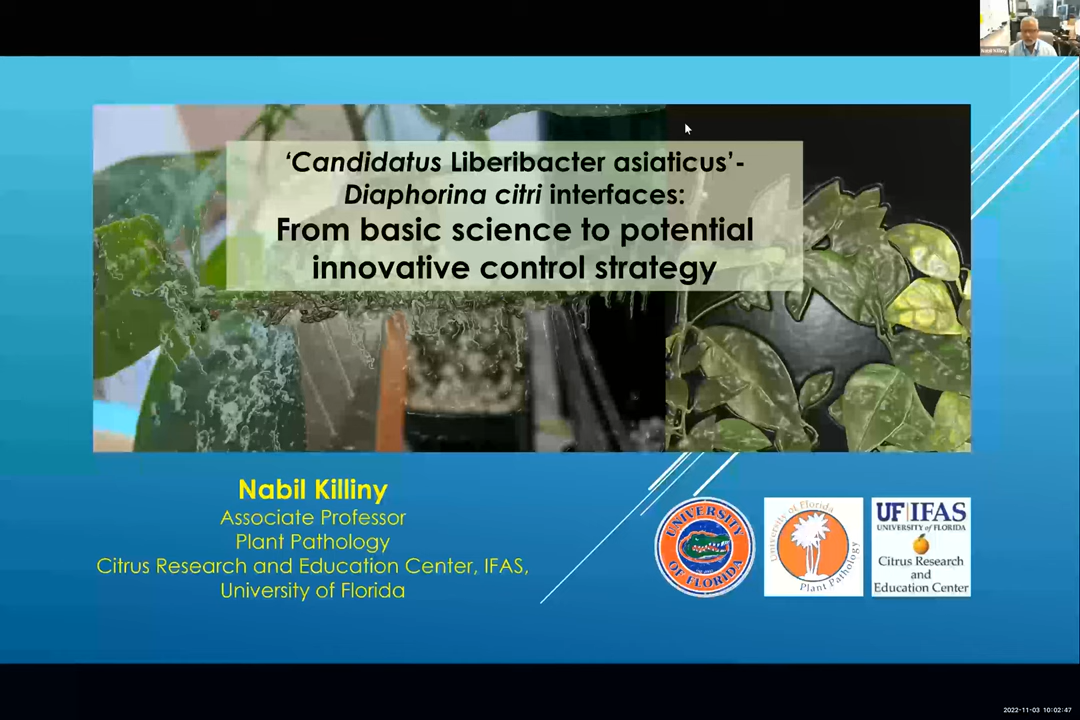 Nabil Killiny
‘Candidatus Liberibacter asiaticus’-
Diaphorina citri interfaces:
From basic science to potential
innovative control strategy
Nabil Killiny
Associate Professor
Plant Pathology
Citrus Research and Education Center, IFAS,
University of Florida
UNIVERSITY
OF FLORIDA
University of Florida
Plant Pathology
UF|IFAS
UNIVERSITY of FLORIDA
Citrus Research
and
Education Center
2022-11-03 10:02:47